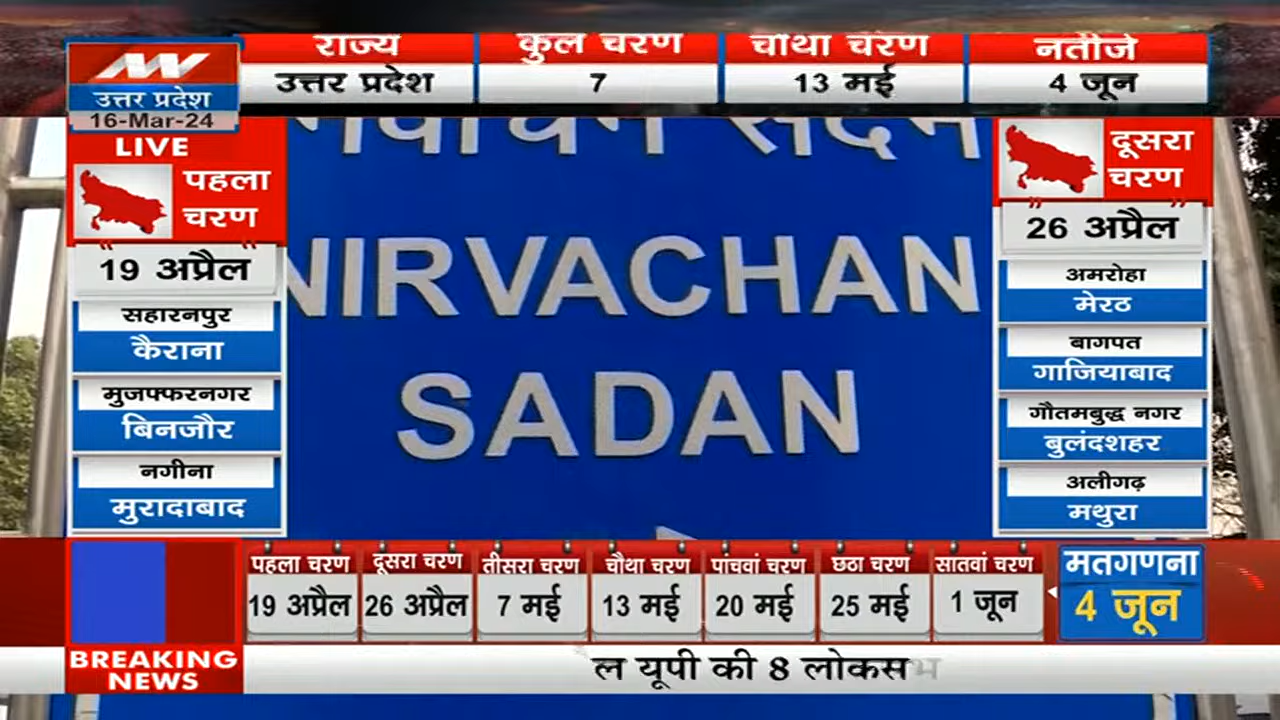 राज्य कुल चरण चौथा चरण नतीजे
उत्तर प्रदेश 7 13 मई 4 जून
उत्तर प्रदेश
16-Mar-24
LIVE
पहला
चरण
19 अप्रैल
सहारनपुर
कैराना
मुजफ्फरनगर
बिनजौर
नगीना
मुरादाबाद
सदन
NIRVACHAN
SADAN
दूसरा
चरण
26 अप्रैल
अमरोहा
मेरठ
बागपत
गाजियाबाद
गौतमबुद्ध नगर
बुलंदशहर
अलीगढ़
मथुरा
पहला चरण दूसरा चरण तीसरा चरण चौथा चरण पांचवां चरण छठा चरण सातवां चरण
19 अप्रैल 26 अप्रैल 7 मई 13 मई 20 मई 25 मई 1 जून
मतगणना
4 जून
BREAKING
NEWS
ल यूपी की 8 लोकस